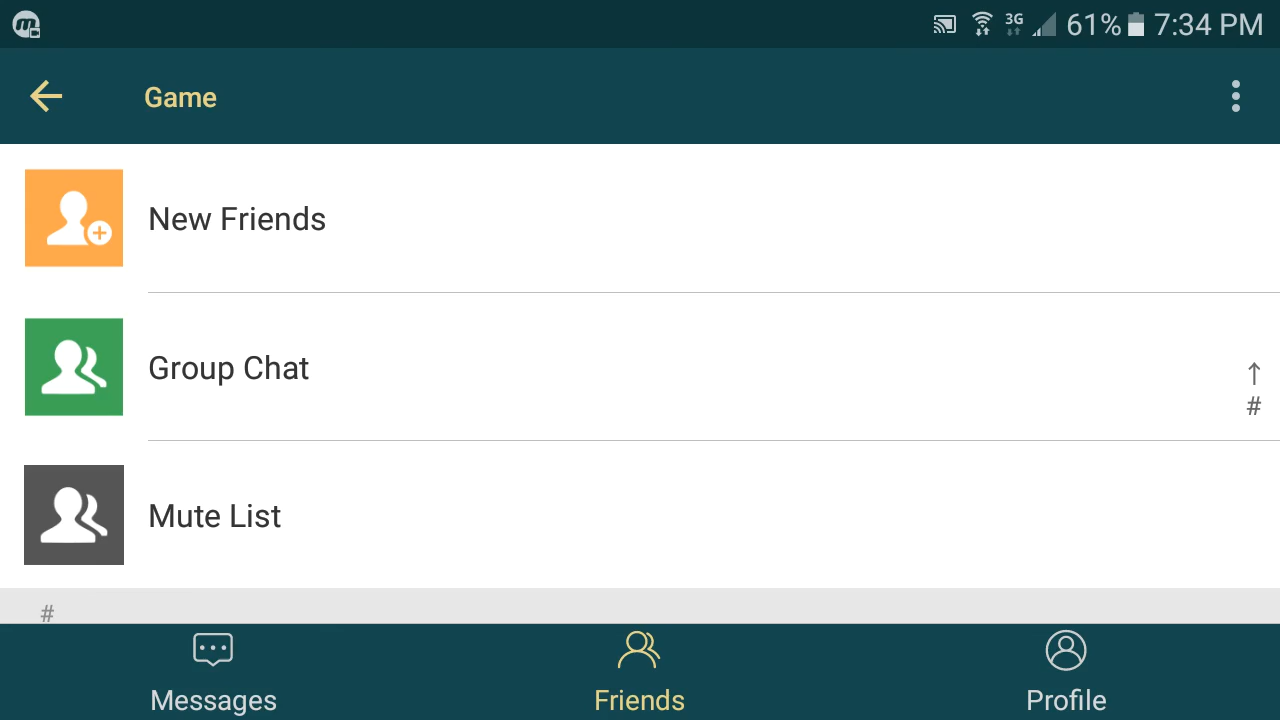 3G 61% 7:34 PM
Game
New Friends
Group Chat
↑
#
Mute List
#
Messages Friends Profile